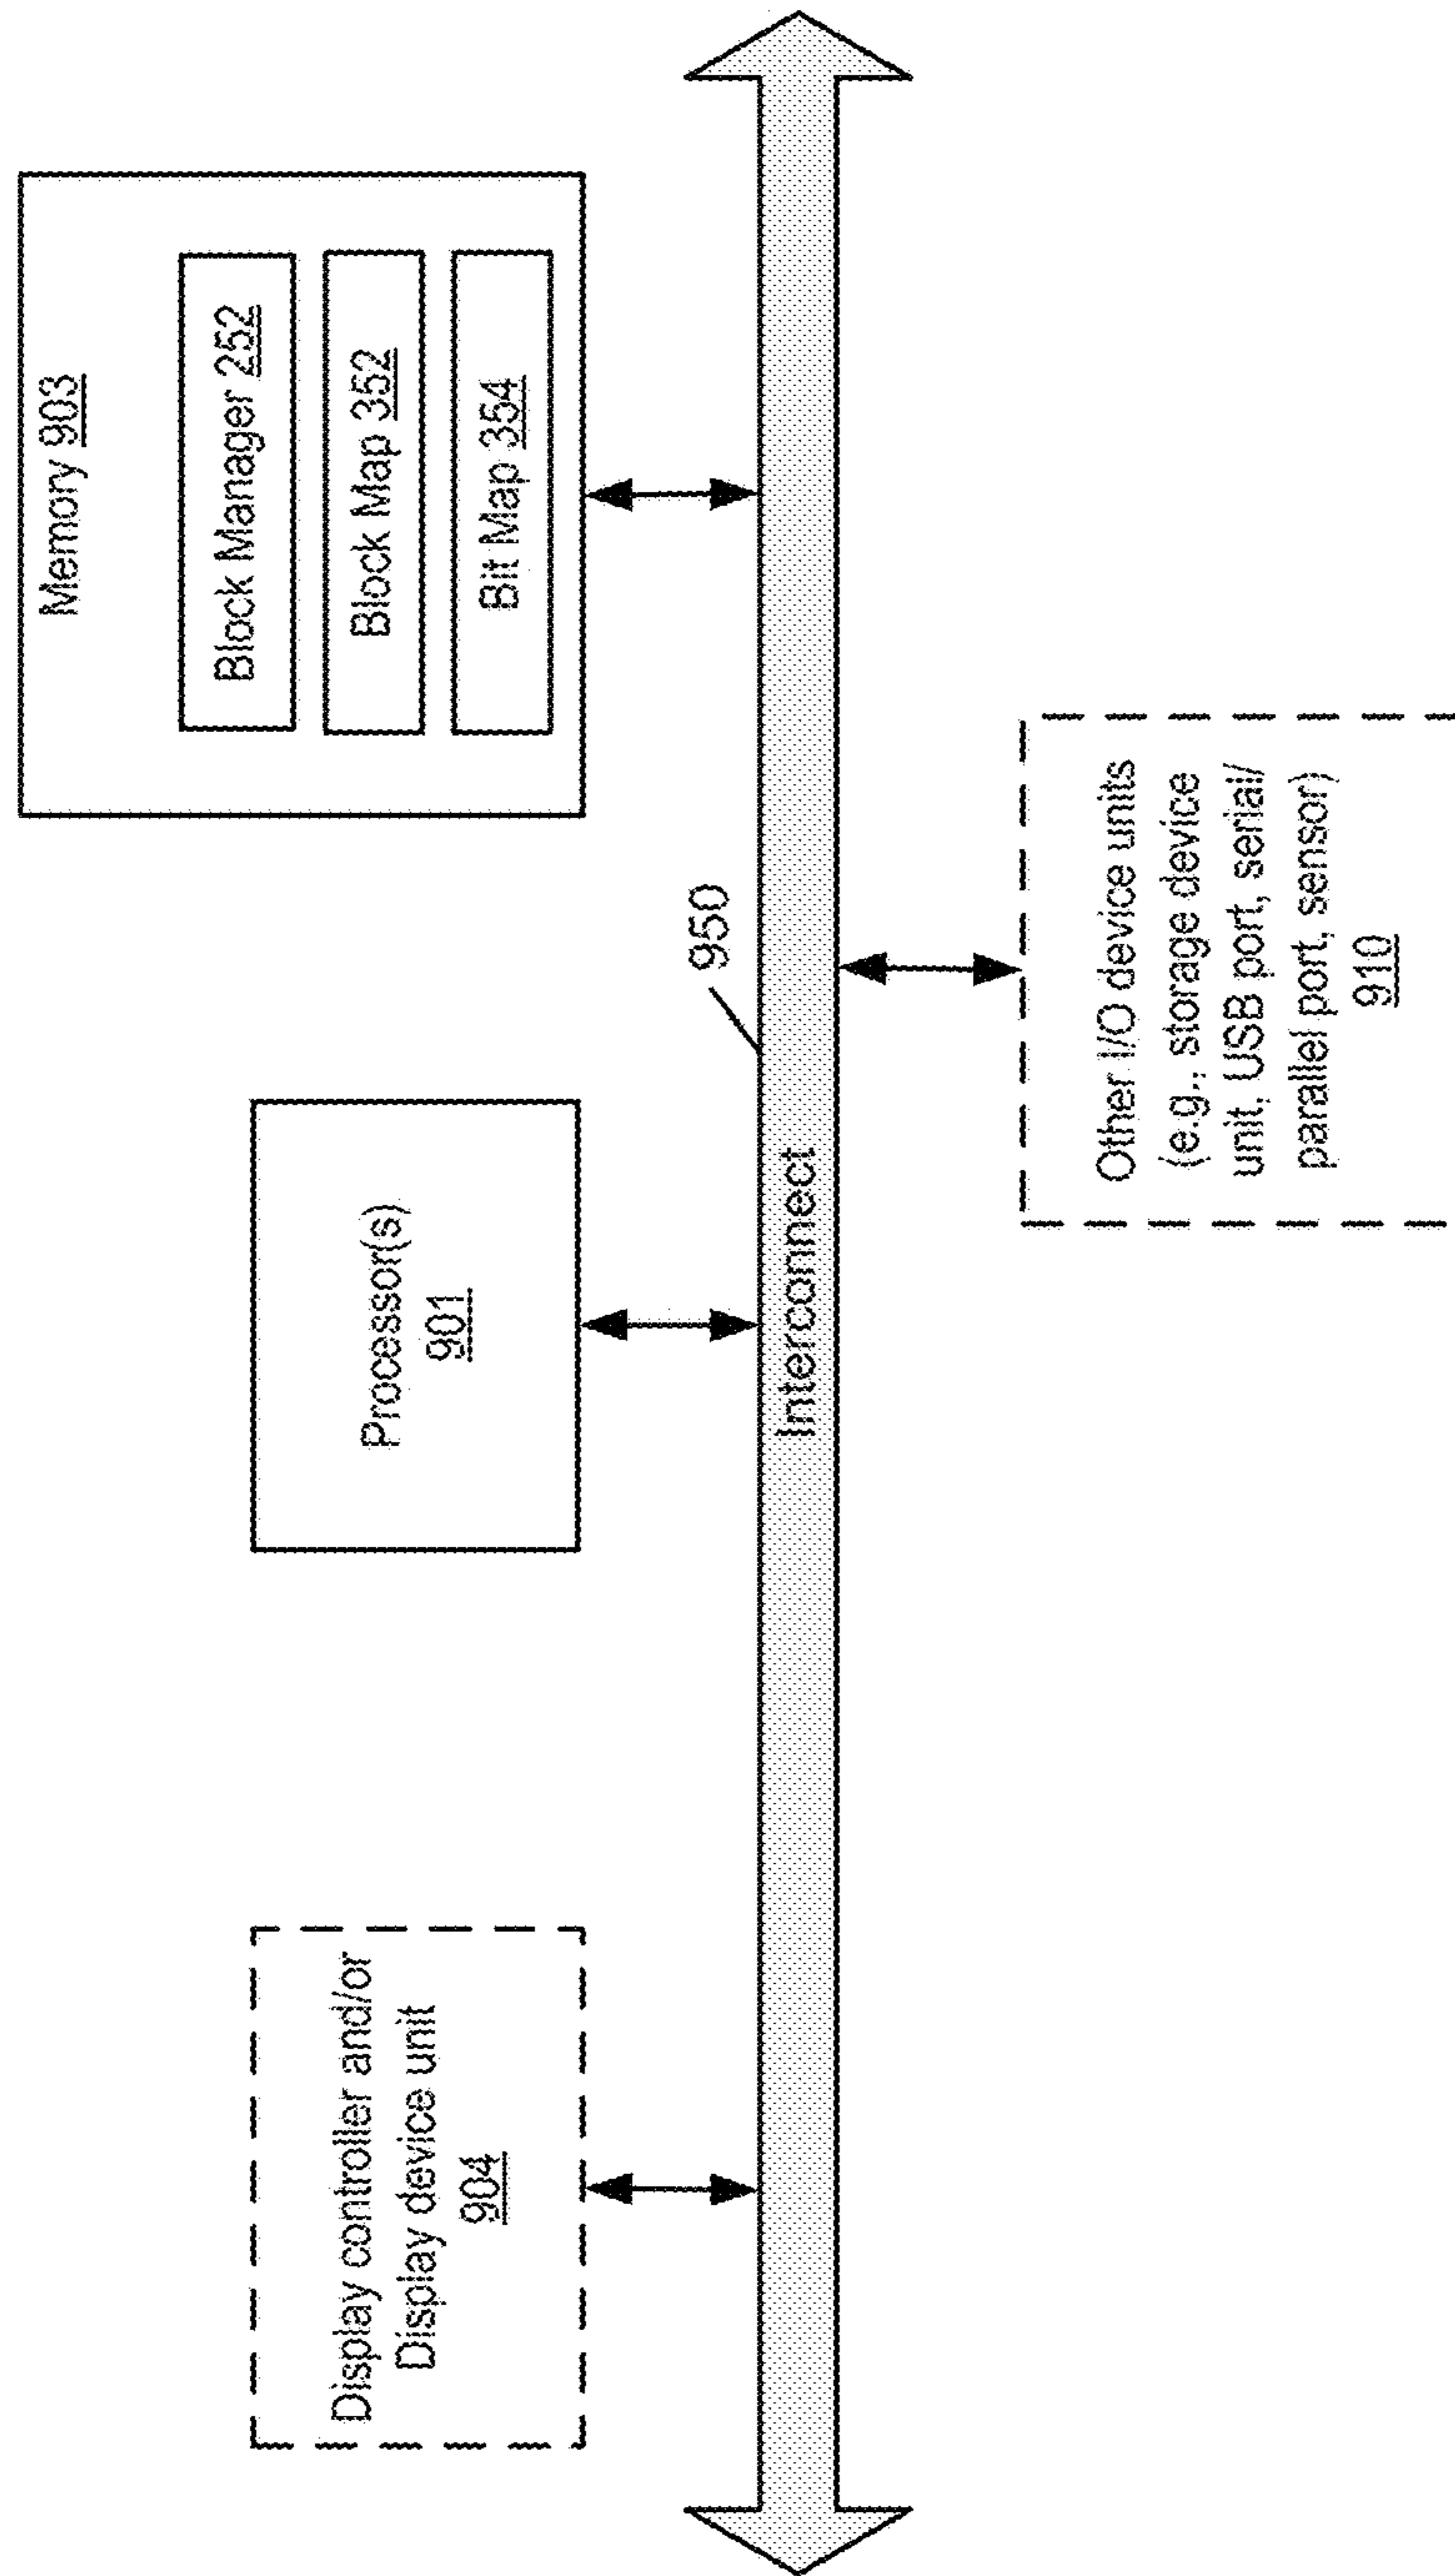 Display controller and/or
Display device unit
904
Processor(s)
901
Memory 903
Block Manager 252
Block Map 352
Bit Map 354
950
Interconnect
Other I/O device units
(e.g., storage device
unit, USB port, serial/
parallel port, sensor)
910